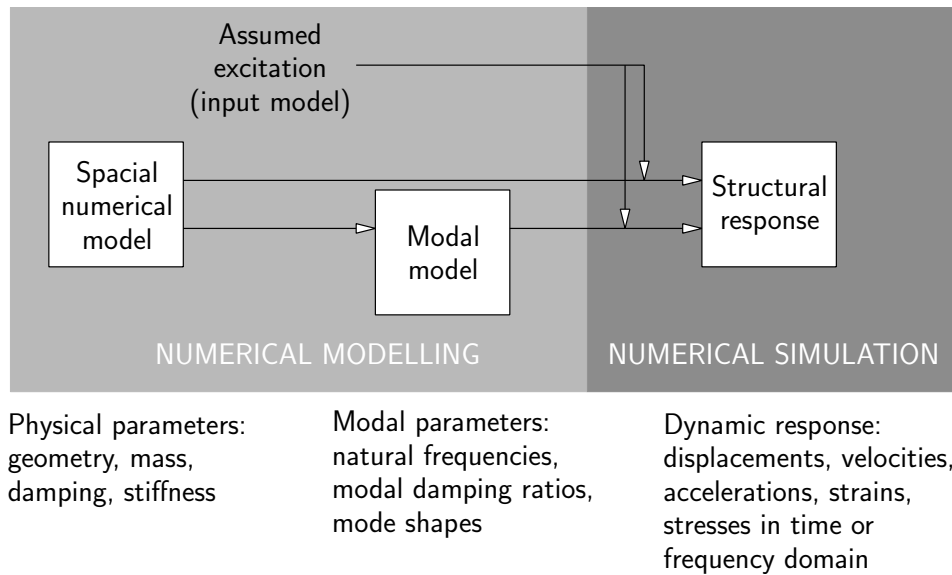 Assumed
excitation
(input model)
Spacial
numerical
model
Modal
model
Structural
response
NUMERICAL MODELLING
NUMERICAL SIMULATION
Physical parameters:
geometry, mass,
damping, stiffness
Modal parameters:
natural frequencies,
modal damping ratios,
mode shapes
Dynamic response:
displacements, velocities,
accelerations, strains,
stresses in time or
frequency domain